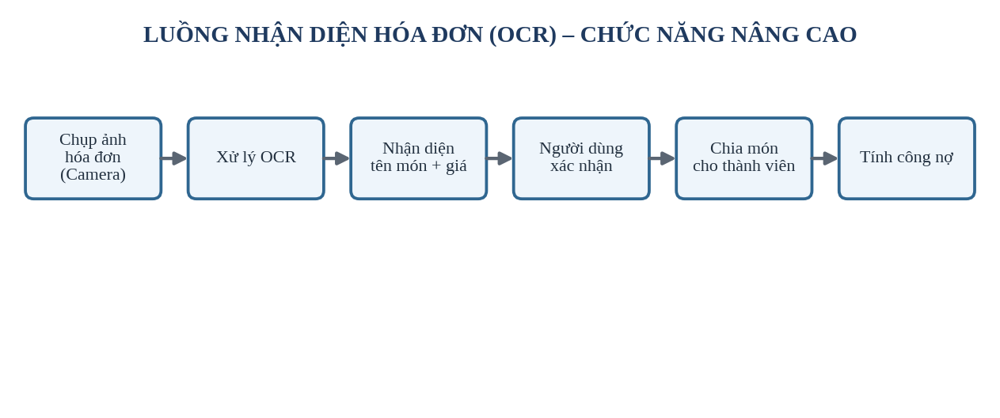 LUỒNG NHẬN DIỆN HÓA ĐƠN (OCR) – CHỨC NĂNG NÂNG CAO
Chụp ảnh
hóa đơn
(Camera)
Xử lý OCR
Nhận diện
tên món + giá
Người dùng
xác nhận
Chia món
cho thành viên
Tính công nợ